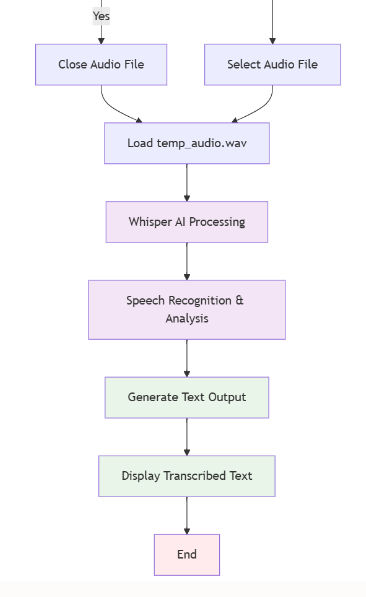 Yes
Close Audio File
Select Audio File
Load temp_audio.wav
Whisper AI Processing
Speech Recognition &
Analysis
Generate Text Output
Display Transcribed Text
End